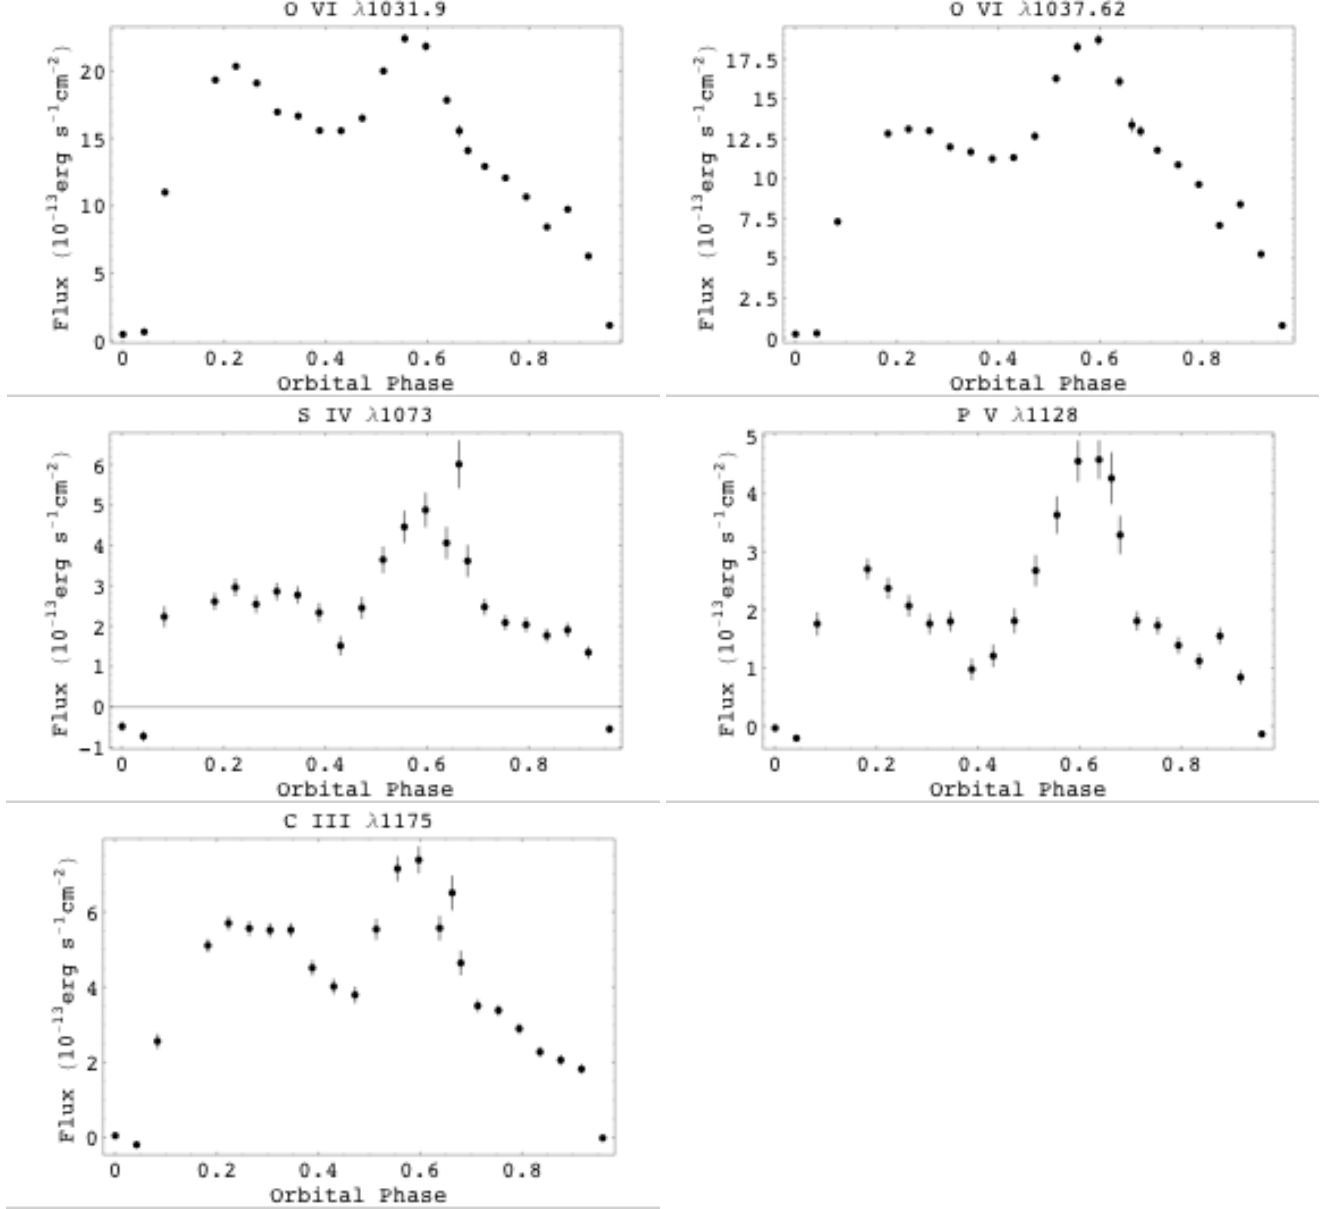 O VI λ1031.9
Flux (10⁻¹³erg s⁻¹cm⁻²)
20
15
10
5
0
0 0.2 0.4 0.6 0.8
Orbital Phase
O VI λ1037.62
Flux (10⁻¹³erg s⁻¹cm⁻²)
17.5
15
12.5
10
7.5
5
2.5
0
0 0.2 0.4 0.6 0.8
Orbital Phase
S IV λ1073
Flux (10⁻¹³erg s⁻¹cm⁻²)
6
5
4
3
2
1
0
−1
0 0.2 0.4 0.6 0.8
Orbital Phase
P V λ1128
Flux (10⁻¹³erg s⁻¹cm⁻²)
5
4
3
2
1
0
0 0.2 0.4 0.6 0.8
Orbital Phase
C III λ1175
Flux (10⁻¹³erg s⁻¹cm⁻²)
6
4
2
0
0 0.2 0.4 0.6 0.8
Orbital Phase